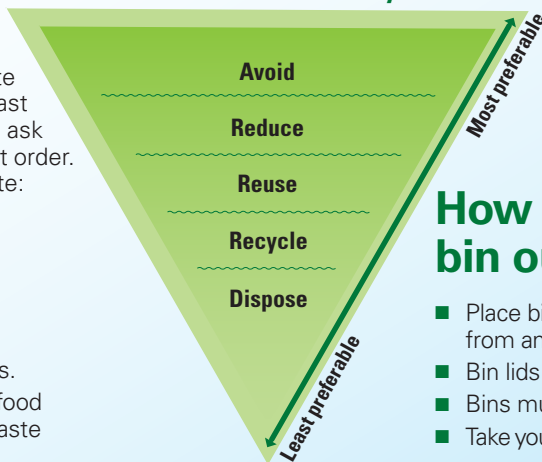 te
ast
ask
t order.
te:
s.
food
aste
Avoid
Reduce
Reuse
Recycle
Dispose
Most preferable
Least preferable
How
bin o
Place bi
from an
Bin lids
Bins mu
Take you